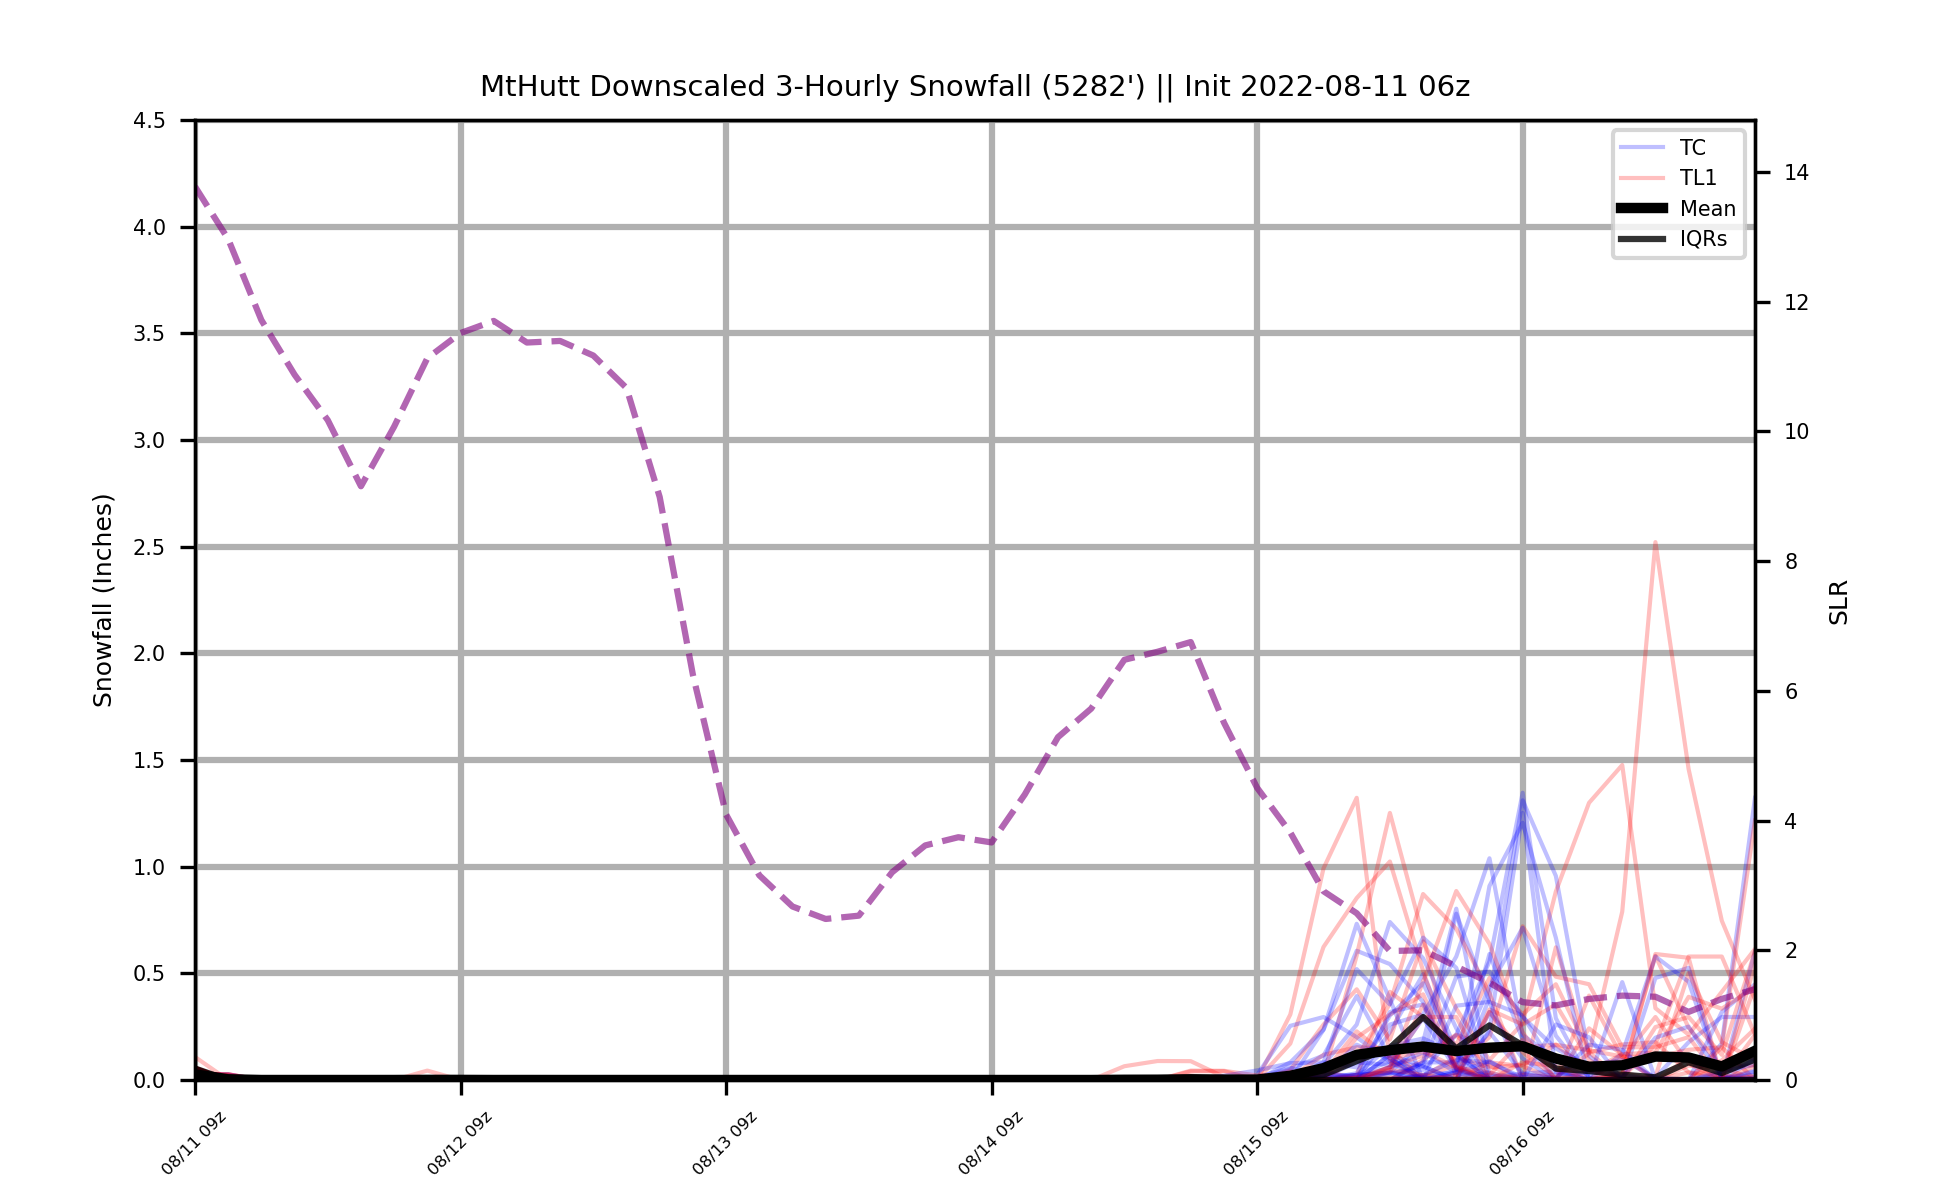 MtHutt Downscaled 3-Hourly Snowfall (5282') || Init 2022-08-11 06z
4.5
4.0
3.5
3.0
2.5
2.0
1.5
1.0
0.5
0.0
Snowfall (Inches)
TC
TL1
Mean
IQRs
14
12
10
8
6
4
2
0
SLR
08/11 09z
08/12 09z
08/13 09z
08/14 09z
08/15 09z
08/16 09z